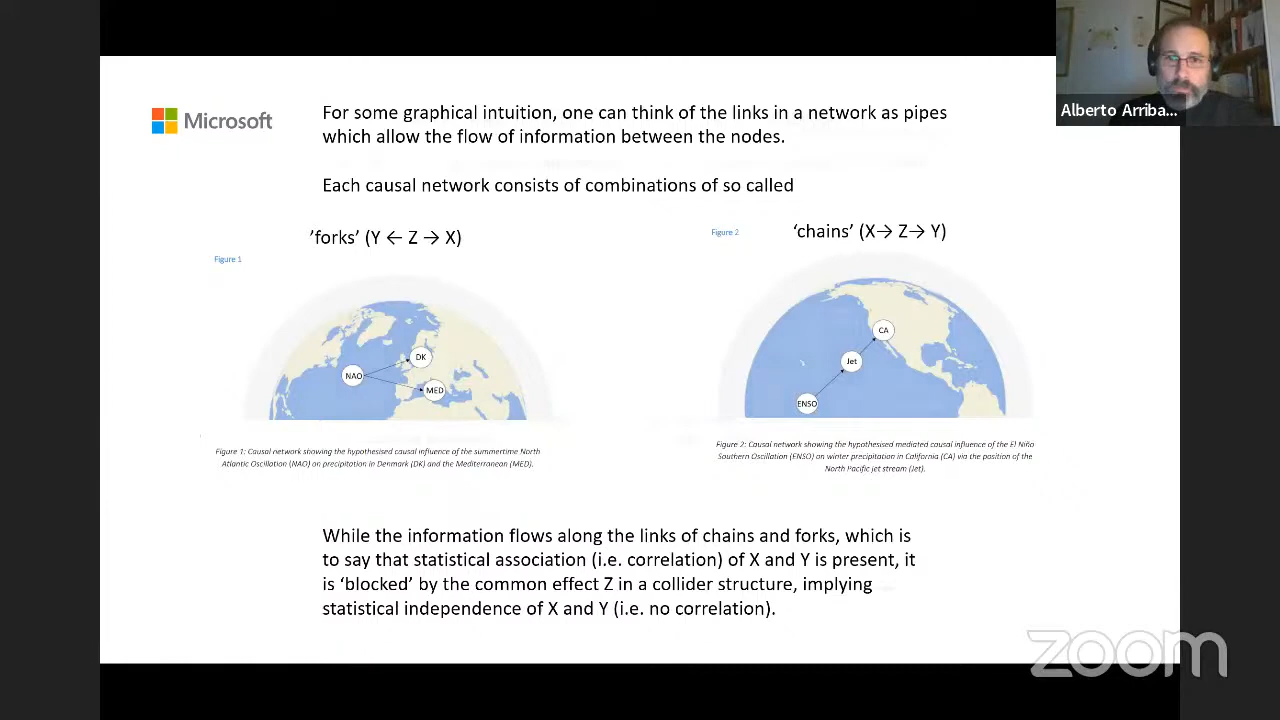 Alberto Arriba...
Microsoft
For some graphical intuition, one can think of the links in a network as pipes
which allow the flow of information between the nodes.
Each causal network consists of combinations of so called
’forks’ (Y ← Z → X)
Figure 1
Figure 2
‘chains’ (X→ Z→ Y)
NAO
DK
MED
CA
Jet
ENSO
Figure 1: Causal network showing the hypothesised causal influence of the summertime North
Atlantic Oscillation (NAO) on precipitation in Denmark (DK) and the Mediterranean (MED).
Figure 2: Causal network showing the hypothesised mediated causal influence of the El Niño
Southern Oscillation (ENSO) on winter precipitation in California (CA) via the position of the
North Pacific jet stream (Jet).
While the information flows along the links of chains and forks, which is
to say that statistical association (i.e. correlation) of X and Y is present, it
is ‘blocked’ by the common effect Z in a collider structure, implying
statistical independence of X and Y (i.e. no correlation).
zoom